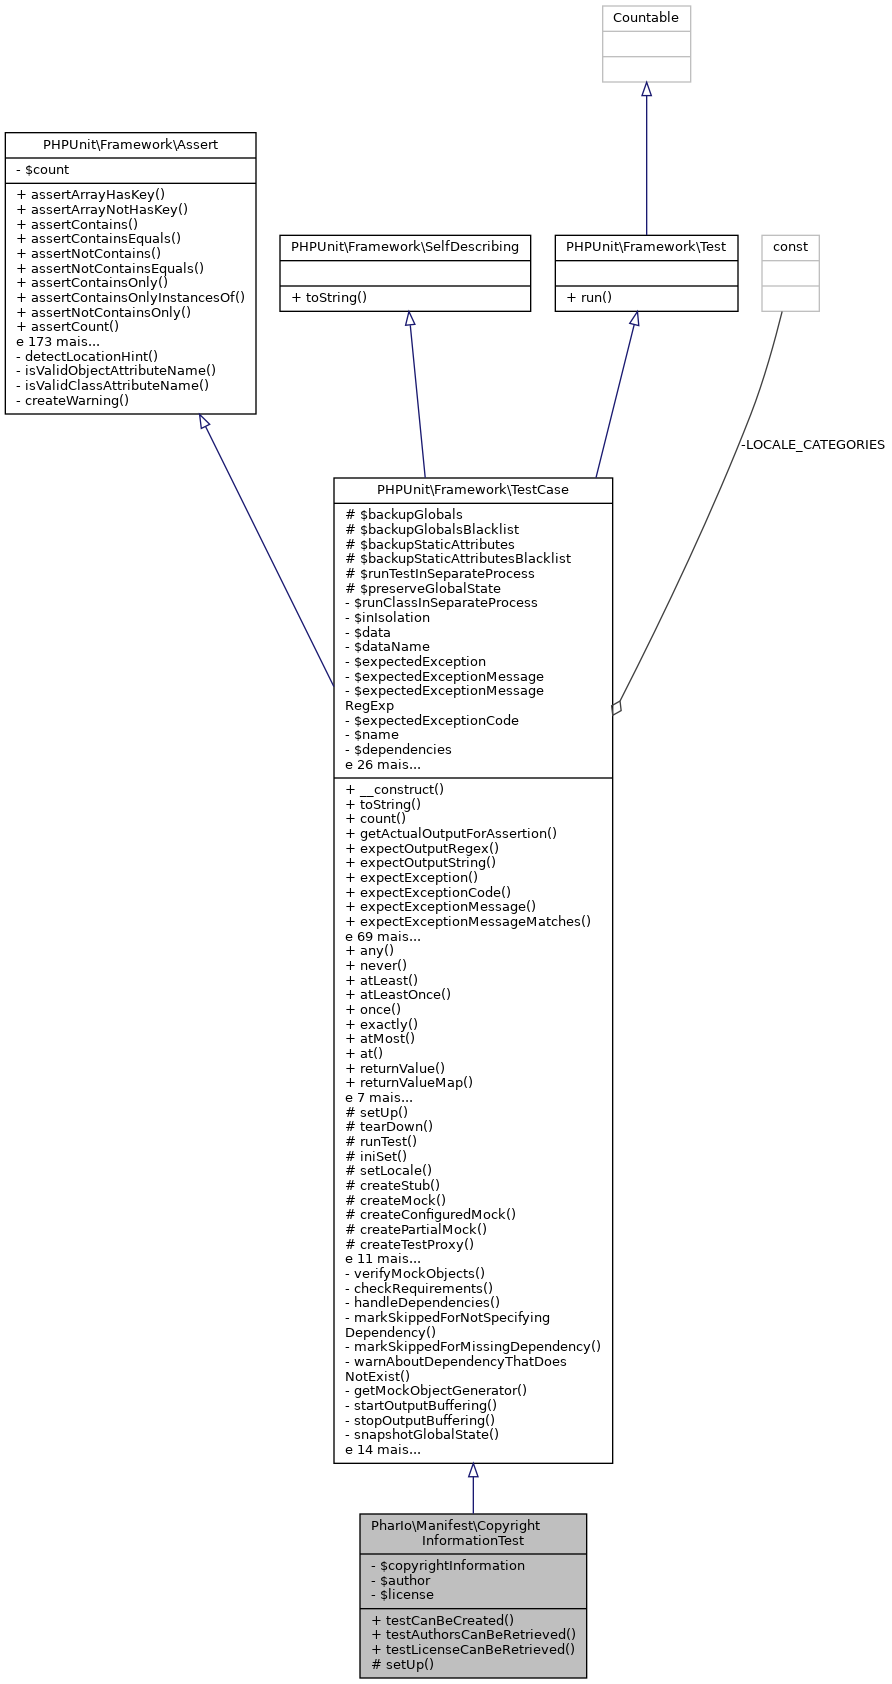 Countable
PHPUnit\Framework\Assert
- $count
+ assertArrayHasKey()
+ assertArrayNotHasKey()
+ assertContains()
+ assertContainsEquals()
+ assertNotContains()
+ assertNotContainsEquals()
+ assertContainsOnly()
+ assertContainsOnlyInstancesOf()
+ assertNotContainsOnly()
+ assertCount()
e 173 mais...
- detectLocationHint()
- isValidObjectAttributeName()
- isValidClassAttributeName()
- createWarning()
PHPUnit\Framework\SelfDescribing
+ toString()
PHPUnit\Framework\Test
+ run()
const
-LOCALE_CATEGORIES
PHPUnit\Framework\TestCase
# $backupGlobals
# $backupGlobalsBlacklist
# $backupStaticAttributes
# $backupStaticAttributesBlacklist
# $runTestInSeparateProcess
# $preserveGlobalState
- $runClassInSeparateProcess
- $inIsolation
- $data
- $dataName
- $expectedException
- $expectedExceptionMessage
- $expectedExceptionMessage
RegExp
- $expectedExceptionCode
- $name
- $dependencies
e 26 mais...
+ __construct()
+ toString()
+ count()
+ getActualOutputForAssertion()
+ expectOutputRegex()
+ expectOutputString()
+ expectException()
+ expectExceptionCode()
+ expectExceptionMessage()
+ expectExceptionMessageMatches()
e 69 mais...
+ any()
+ never()
+ atLeast()
+ atLeastOnce()
+ once()
+ exactly()
+ atMost()
+ at()
+ returnValue()
+ returnValueMap()
e 7 mais...
# setUp()
# tearDown()
# runTest()
# iniSet()
# setLocale()
# createStub()
# createMock()
# createConfiguredMock()
# createPartialMock()
# createTestProxy()
e 11 mais...
- verifyMockObjects()
- checkRequirements()
- handleDependencies()
- markSkippedForNotSpecifying
Dependency()
- markSkippedForMissingDependency()
- warnAboutDependencyThatDoes
NotExist()
- getMockObjectGenerator()
- startOutputBuffering()
- stopOutputBuffering()
- snapshotGlobalState()
e 14 mais...
PharIo\Manifest\Copyright
InformationTest
- $copyrightInformation
- $author
- $license
+ testCanBeCreated()
+ testAuthorsCanBeRetrieved()
+ testLicenseCanBeRetrieved()
# setUp()